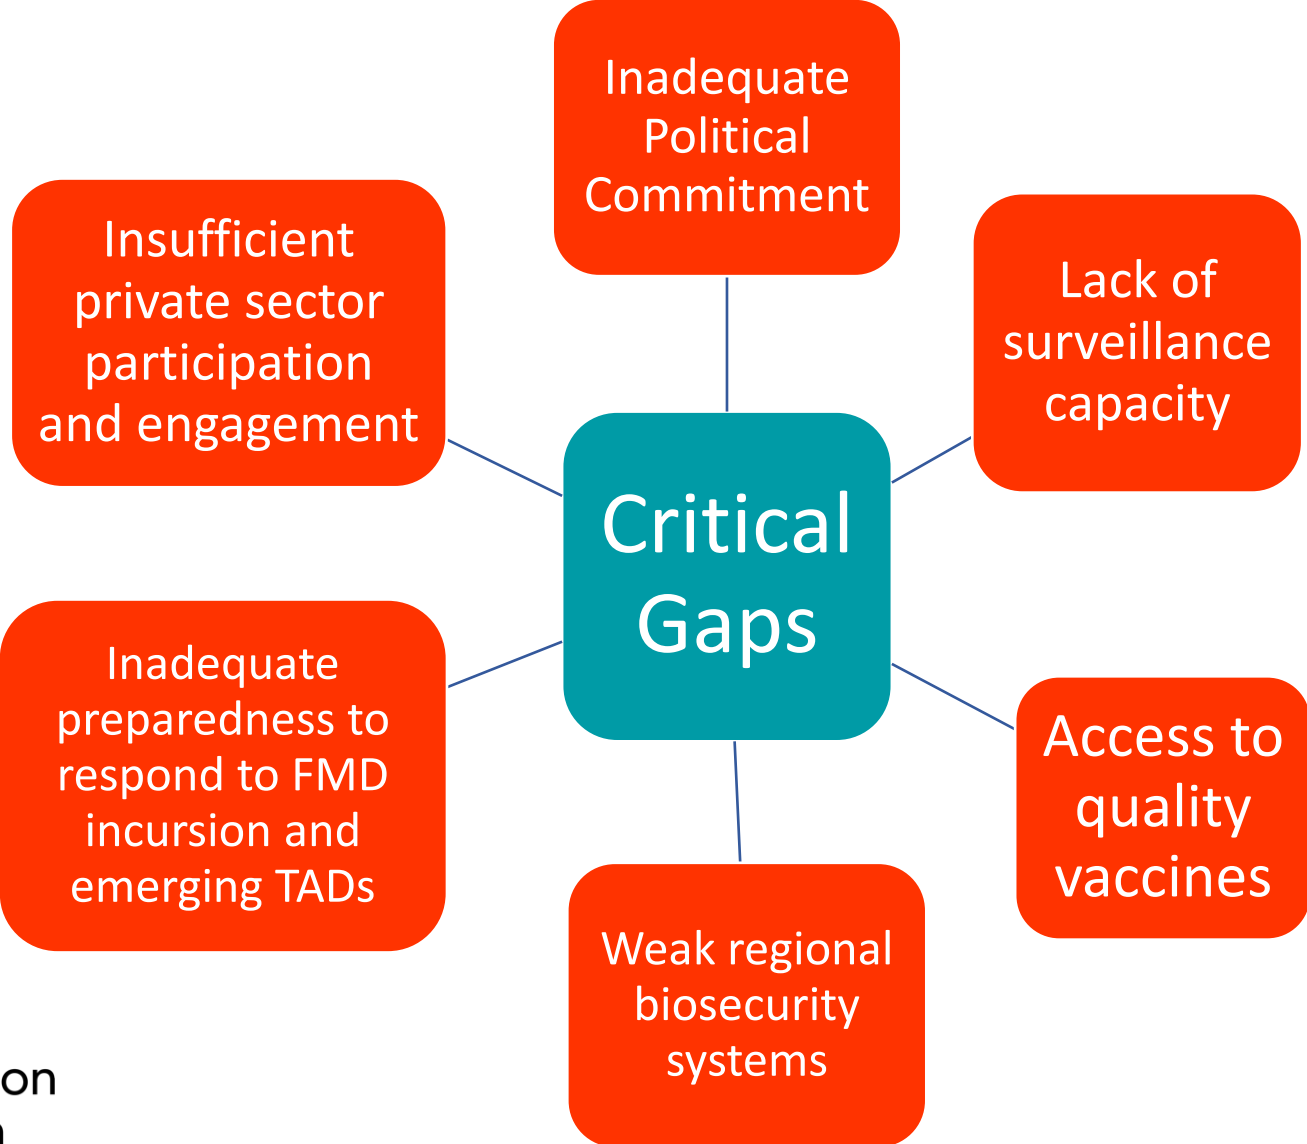 Inadequate
Political
Commitment
Insufficient
private sector
participation
and engagement
Lack of
surveillance
capacity
Critical
Gaps
Inadequate
preparedness to
respond to FMD
incursion and
emerging TADs
Access to
quality
vaccines
Weak regional
biosecurity
systems
on